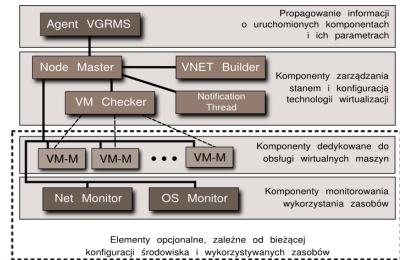 Agent VGRMS
Propagowanie informacji
o uruchomionych komponentach
i ich parametrach
Node Master
VNET Builder
VM Checker
Notification
Thread
Komponenty zarządzania
stanem i konfiguracją
technologii wirtualizacji
VM-M
VM-M
VM-M
Komponenty dedykowane do
obsługi wirtualnych maszyn
Net Monitor
OS Monitor
Komponenty monitorowania
wykorzystania zasobów
Elementy opcjonalne, zależne od bieżącej
konfiguracji środowiska i wykorzystywanych zasobów